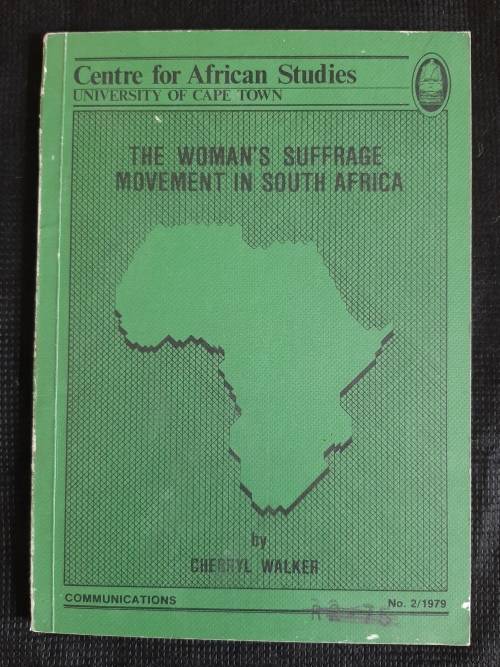 Centre for African Studies
UNIVERSITY OF CAPE TOWN
THE WOMAN'S SUFFRAGE
MOVEMENT IN SOUTH AFRICA
by
CHERRYL WALKER
COMMUNICATIONS
No. 2/1979